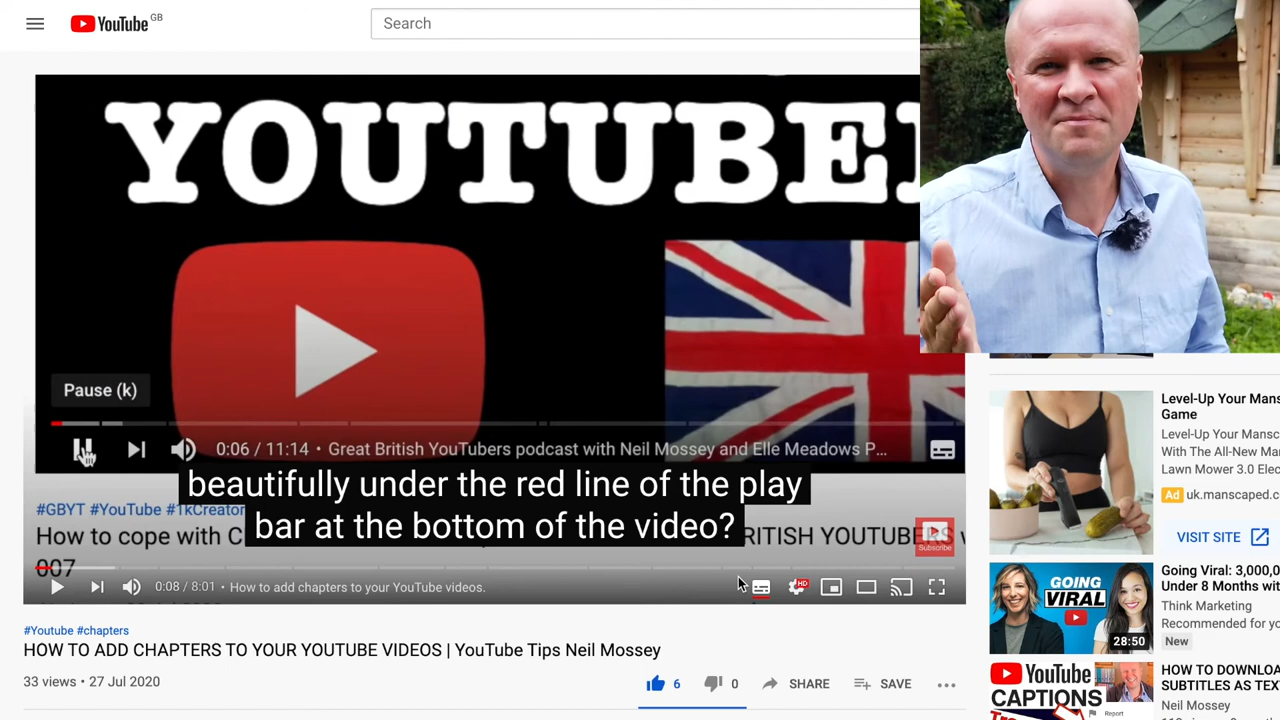 YouTube GB
Search
YOUTUBE
Pause (k)
0:06 / 11:14 • Great British YouTubers podcast with Neil Mossey and Elle Meadows P...
beautifully under the red line of the play
bar at the bottom of the video?
#GBYT #YouTube #1kCreator
How to cope with C
RITISH YOUTUBERS
007
Subscribe
0:08 / 8:01 • How to add chapters to your YouTube videos.
HD
#Youtube #chapters
HOW TO ADD CHAPTERS TO YOUR YOUTUBE VIDEOS | YouTube Tips Neil Mossey
33 views • 27 Jul 2020
6
0
SHARE
SAVE
Level-Up Your Mans
Game
Level-Up Your Mansc
With The All-New Ma
Lawn Mower 3.0 Elec
Ad uk.manscaped.c
VISIT SITE
GOING
VIRAL
28:50
Going Viral: 3,000,0
Under 8 Months wit
Think Marketing
Recommended for yo
New
YouTube
CAPTIONS
Report
HOW TO DOWNLOA
SUBTITLES AS TEX
Neil Mossey